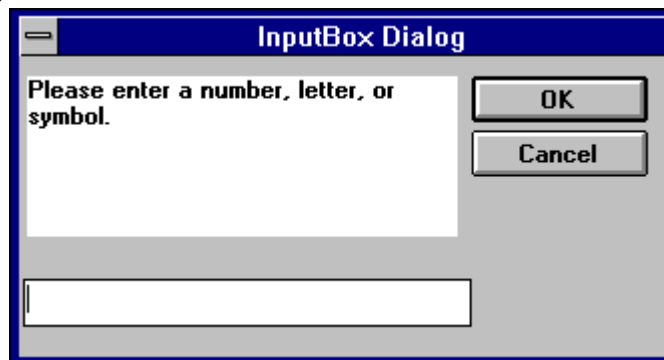 InputBox Dialog
Please enter a number, letter, or
symbol.
OK
Cancel